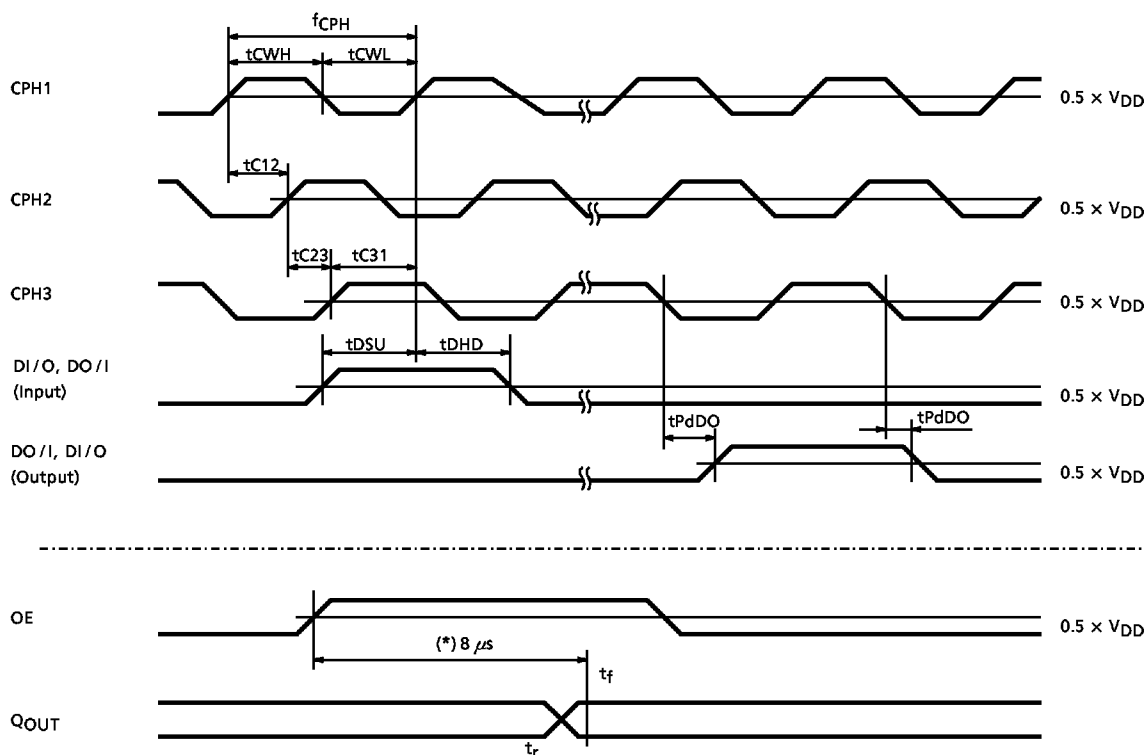 fCPH
tCWH tCWL
CPH1
0.5 × VDD
tC12
CPH2
0.5 × VDD
tC23 tC31
CPH3
0.5 × VDD
tDSU tDHD
DI/O, DO/I
(Input)
0.5 × VDD
tPdDO tPdDO
DO/I, DI/O
(Output)
0.5 × VDD
OE
0.5 × VDD
(*) 8 μs
tf
QOUT
tr